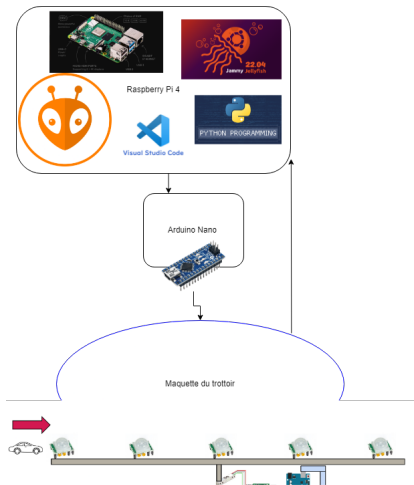 22.04
Jammy Jellyfish
Raspberry Pi 4
PYTHON PROGRAMMING
Visual Studio Code
Arduino Nano
Maquette du trottoir